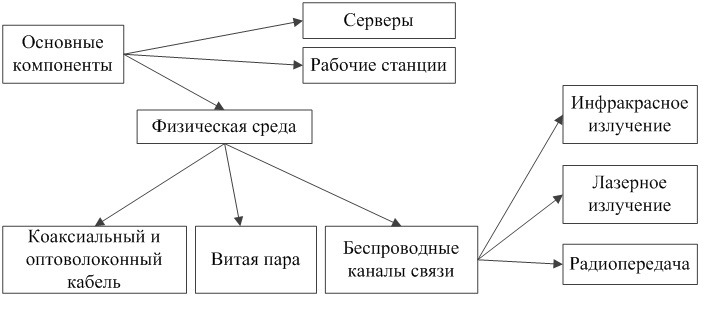 Основные
компоненты
Серверы
Рабочие станции
Физическая среда
Коаксиальный и
оптоволоконный
кабель
Витая пара
Беспроводные
каналы связи
Инфракрасное
излучение
Лазерное
излучение
Радиопередача